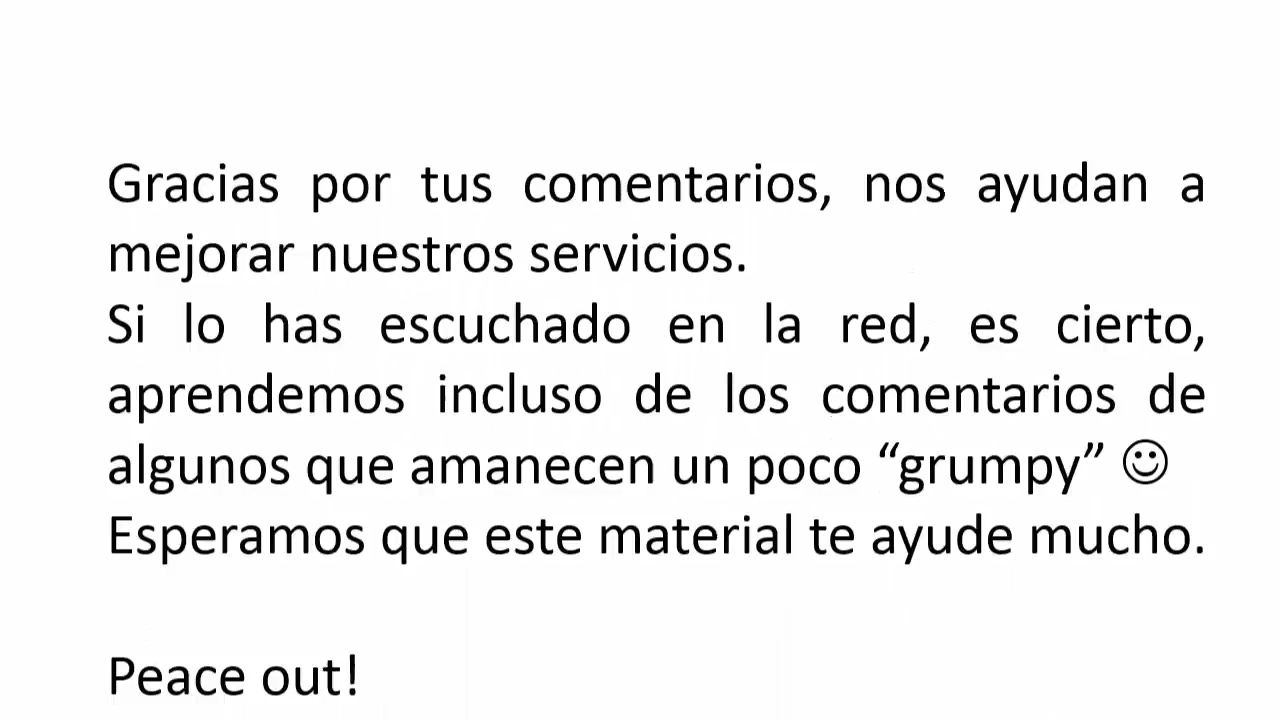 Gracias por tus comentarios, nos ayudan a
mejorar nuestros servicios.
Si lo has escuchado en la red, es cierto,
aprendemos incluso de los comentarios de
algunos que amanecen un poco “grumpy” ☺
Esperamos que este material te ayude mucho.
Peace out!